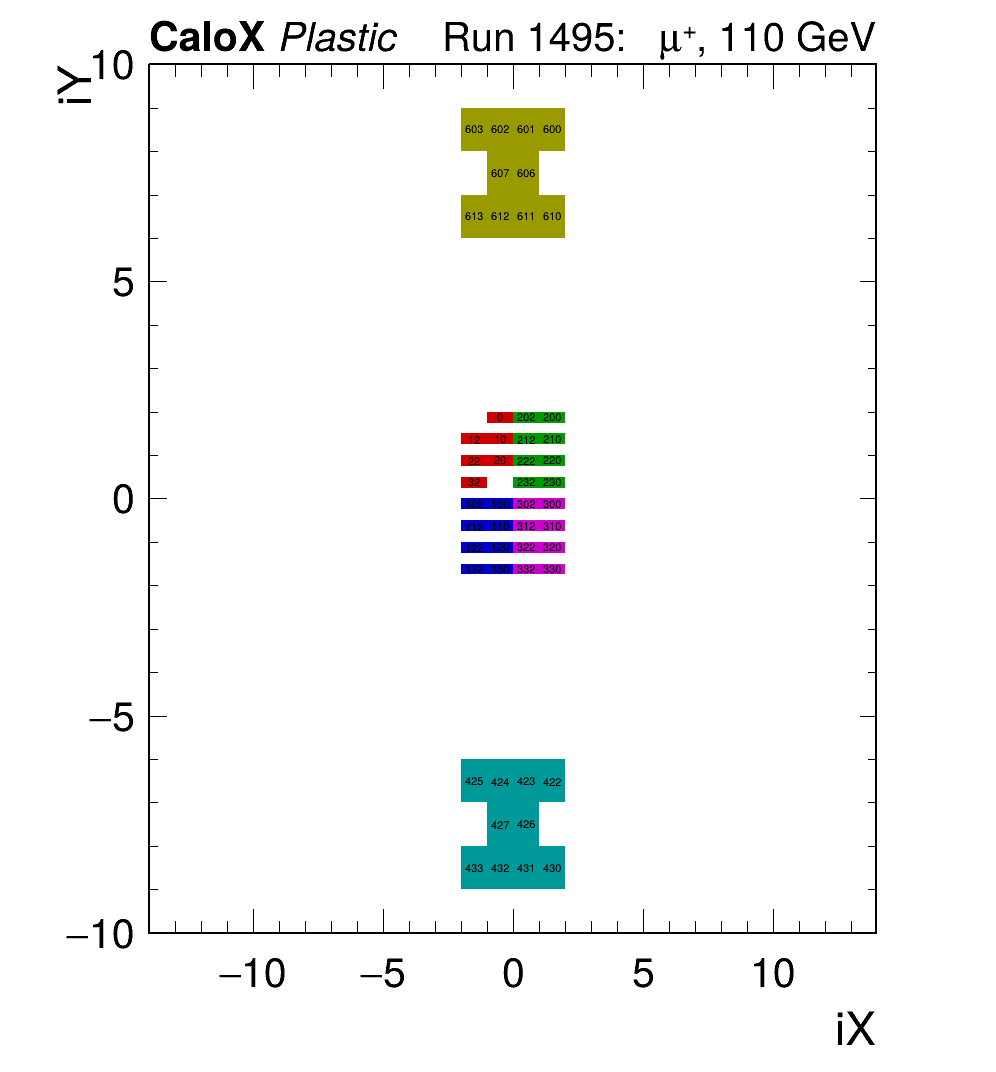 CaloX Plastic Run 1495: μ⁺, 110 GeV
iY
10
603 602 601 600
607 606
613 612 611 610
5
0 202 200
12 10 212 210
22 20 222 220
32 232 230
0
102 100 302 300
112 110 312 310
122 120 322 320
132 130 332 330
−5
425 424 423 422
427 426
433 432 431 430
−10
−10 −5 0 5 10
iX